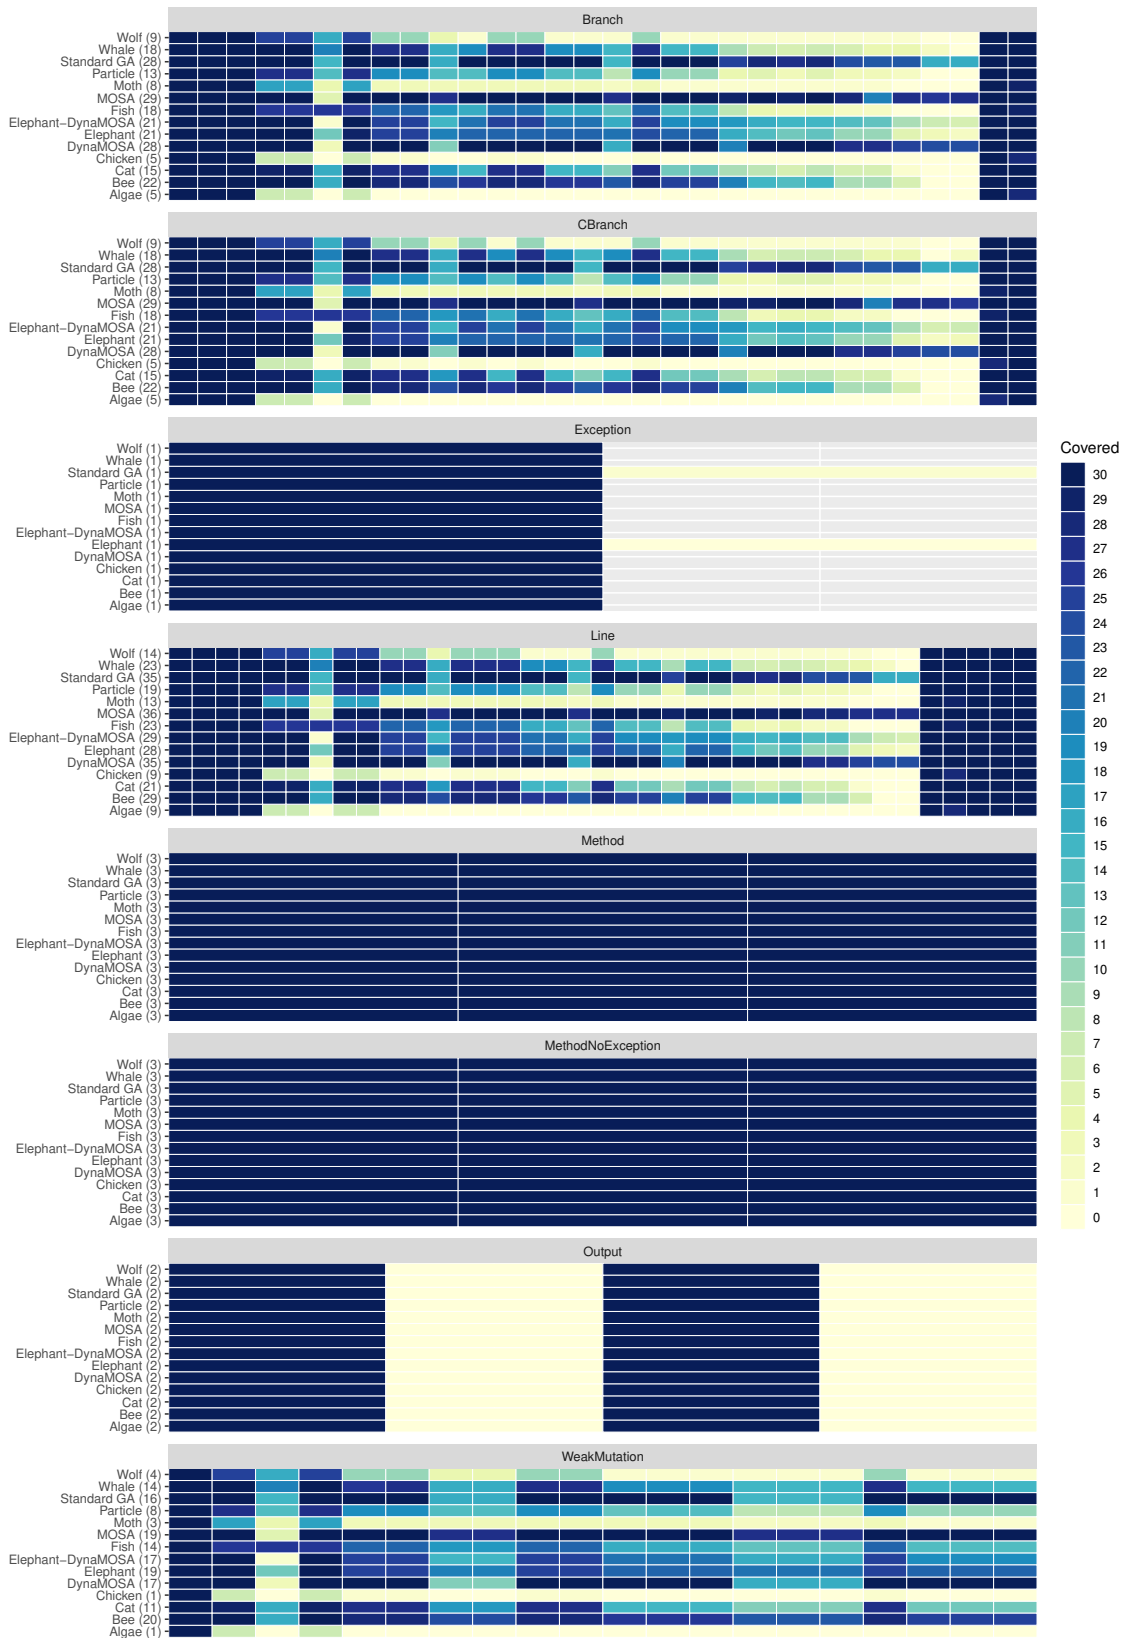 Branch
Wolf (9)
Whale (18)
Standard GA (28)
Particle (13)
Moth (8)
MOSA (29)
Fish (18)
Elephant−DynaMOSA (21)
Elephant (21)
DynaMOSA (28)
Chicken (5)
Cat (15)
Bee (22)
Algae (5)
CBranch
Wolf (9)
Whale (18)
Standard GA (28)
Particle (13)
Moth (8)
MOSA (29)
Fish (18)
Elephant−DynaMOSA (21)
Elephant (21)
DynaMOSA (28)
Chicken (5)
Cat (15)
Bee (22)
Algae (5)
Exception
Wolf (1)
Whale (1)
Standard GA (1)
Particle (1)
Moth (1)
MOSA (1)
Fish (1)
Elephant−DynaMOSA (1)
Elephant (1)
DynaMOSA (1)
Chicken (1)
Cat (1)
Bee (1)
Algae (1)
Line
Wolf (14)
Whale (23)
Standard GA (35)
Particle (19)
Moth (13)
MOSA (36)
Fish (23)
Elephant−DynaMOSA (29)
Elephant (28)
DynaMOSA (35)
Chicken (9)
Cat (21)
Bee (29)
Algae (9)
Method
Wolf (3)
Whale (3)
Standard GA (3)
Particle (3)
Moth (3)
MOSA (3)
Fish (3)
Elephant−DynaMOSA (3)
Elephant (3)
DynaMOSA (3)
Chicken (3)
Cat (3)
Bee (3)
Algae (3)
MethodNoException
Wolf (3)
Whale (3)
Standard GA (3)
Particle (3)
Moth (3)
MOSA (3)
Fish (3)
Elephant−DynaMOSA (3)
Elephant (3)
DynaMOSA (3)
Chicken (3)
Cat (3)
Bee (3)
Algae (3)
Output
Wolf (2)
Whale (2)
Standard GA (2)
Particle (2)
Moth (2)
MOSA (2)
Fish (2)
Elephant−DynaMOSA (2)
Elephant (2)
DynaMOSA (2)
Chicken (2)
Cat (2)
Bee (2)
Algae (2)
WeakMutation
Wolf (4)
Whale (14)
Standard GA (16)
Particle (8)
Moth (3)
MOSA (19)
Fish (14)
Elephant−DynaMOSA (17)
Elephant (19)
DynaMOSA (17)
Chicken (1)
Cat (11)
Bee (20)
Algae (1)
Covered
30
29
28
27
26
25
24
23
22
21
20
19
18
17
16
15
14
13
12
11
10
9
8
7
6
5
4
3
2
1
0